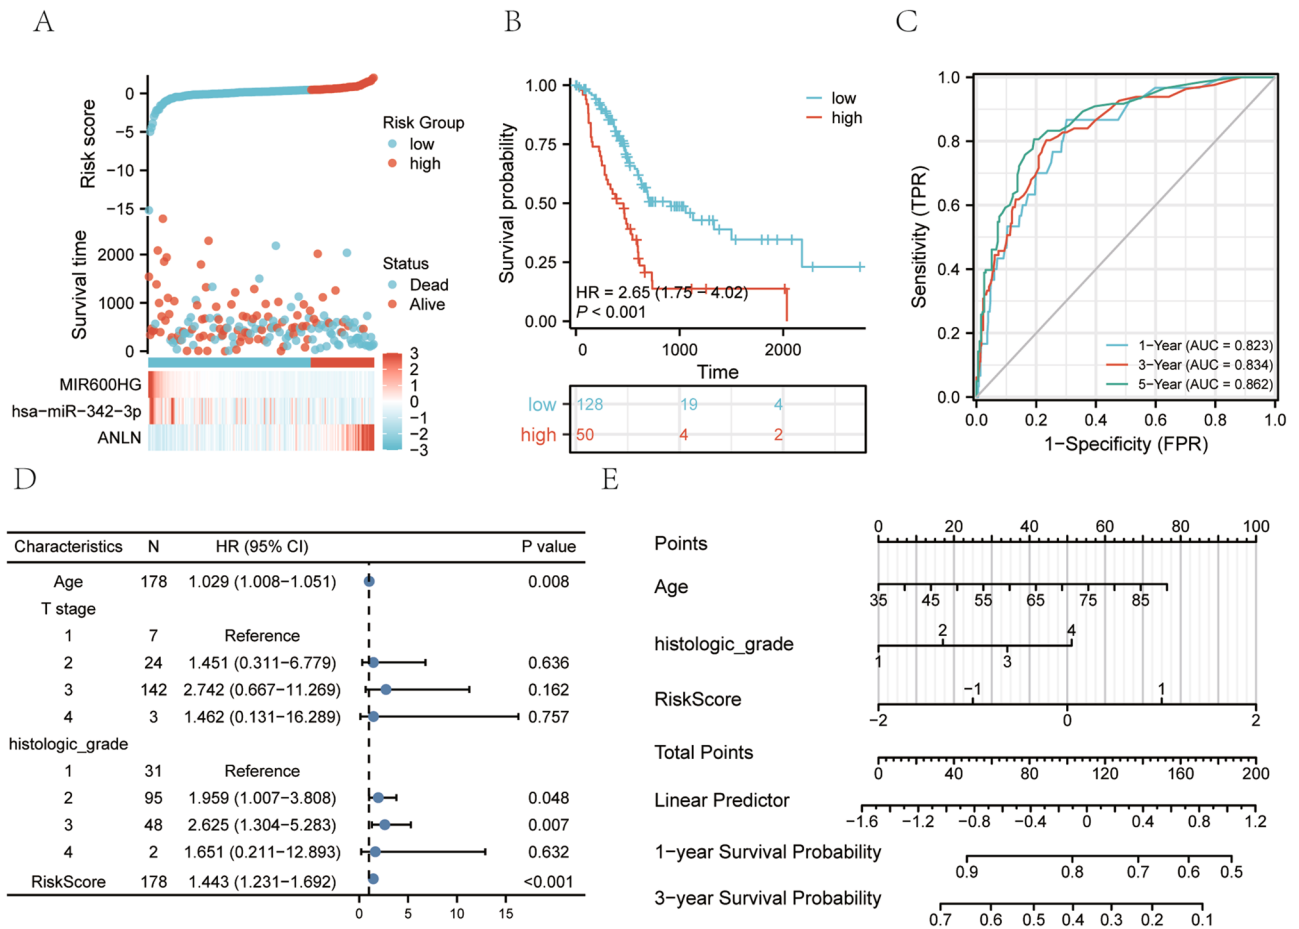 A
Risk score
0
−5
−10
−15
Risk Group
low
high
Survival time
2000
1000
0
Status
Dead
Alive
MIR600HG
hsa−miR−342−3p
ANLN
3
2
1
0
−1
−2
−3
B
Survival probability
1.00
0.75
0.50
0.25
0.00
low
high
HR = 2.65 (1.75 − 4.02)
P < 0.001
0 1000 2000
Time
low 128 19 4
high 50 4 2
C
Sensitivity (TPR)
1.0
0.8
0.6
0.4
0.2
0.0
1−Year (AUC = 0.823)
3−Year (AUC = 0.834)
5−Year (AUC = 0.862)
0.0 0.2 0.4 0.6 0.8 1.0
1−Specificity (FPR)
D
Characteristics N HR (95% CI) P value
Age 178 1.029 (1.008−1.051) 0.008
T stage
1 7 Reference
2 24 1.451 (0.311−6.779) 0.636
3 142 2.742 (0.667−11.269) 0.162
4 3 1.462 (0.131−16.289) 0.757
histologic_grade
1 31 Reference
2 95 1.959 (1.007−3.808) 0.048
3 48 2.625 (1.304−5.283) 0.007
4 2 1.651 (0.211−12.893) 0.632
RiskScore 178 1.443 (1.231−1.692) <0.001
0 5 10 15
E
0 20 40 60 80 100
Points
Age
35 45 55 65 75 85
2 4
histologic_grade
1 3
−1 1
RiskScore
−2 0 2
Total Points
0 40 80 120 160 200
Linear Predictor
−1.6 −1.2 −0.8 −0.4 0 0.4 0.8 1.2
1−year Survival Probability
0.9 0.8 0.7 0.6 0.5
3−year Survival Probability
0.7 0.6 0.5 0.4 0.3 0.2 0.1